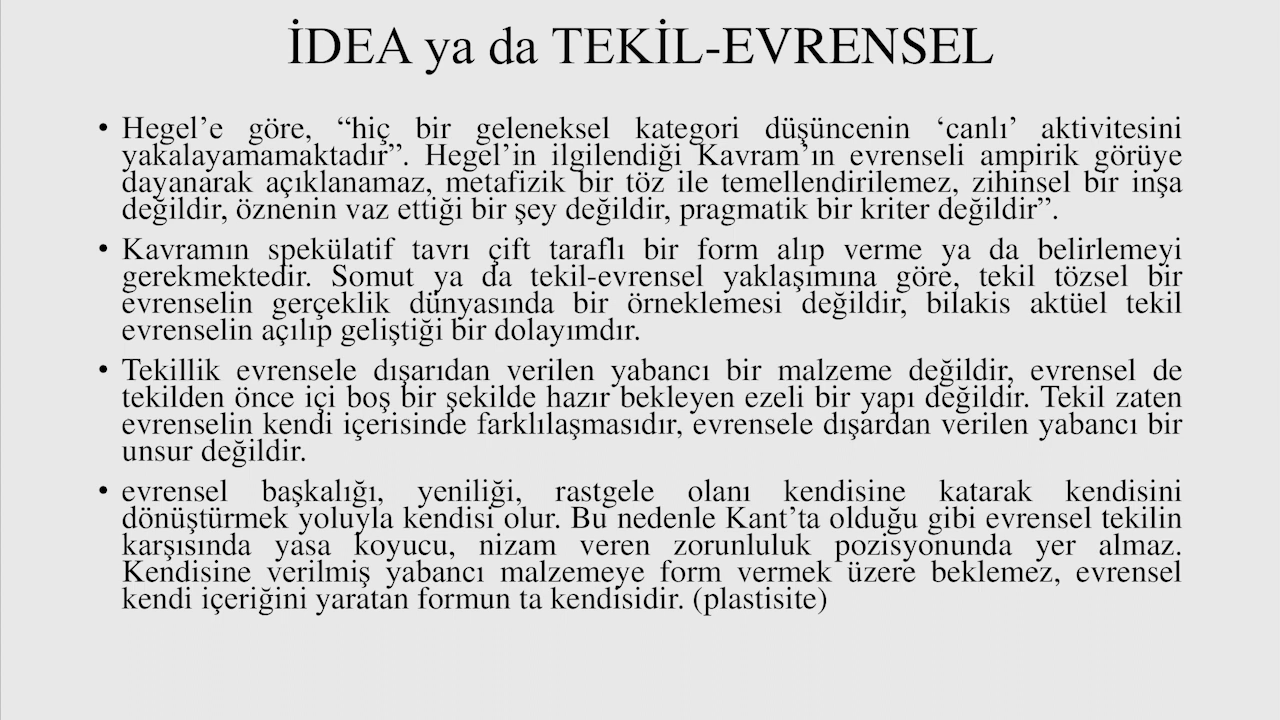 İDEA ya da TEKİL-EVRENSEL
• Hegel’e göre, “hiç bir geleneksel kategori düşüncenin ‘canlı’ aktivitesini
yakalayamamaktadır”. Hegel’in ilgilendiği Kavram’ın evrenseli ampirik görüye
dayanarak açıklanamaz, metafizik bir töz ile temellendirilemez, zihinsel bir inşa
değildir, öznenin vaz ettiği bir şey değildir, pragmatik bir kriter değildir”.
• Kavramın spekülatif tavrı çift taraflı bir form alıp verme ya da belirlemeyi
gerekmektedir. Somut ya da tekil-evrensel yaklaşımına göre, tekil tözsel bir
evrenselin gerçeklik dünyasında bir örneklemesi değildir, bilakis aktüel tekil
evrenselin açılıp geliştiği bir dolayımdır.
• Tekillik evrensele dışarıdan verilen yabancı bir malzeme değildir, evrensel de
tekilden önce içi boş bir şekilde hazır bekleyen ezeli bir yapı değildir. Tekil zaten
evrenselin kendi içerisinde farklılaşmasıdır, evrensele dışardan verilen yabancı bir
unsur değildir.
• evrensel başkalığı, yeniliği, rastgele olanı kendisine katarak kendisini
dönüştürmek yoluyla kendisi olur. Bu nedenle Kant’ta olduğu gibi evrensel tekilin
karşısında yasa koyucu, nizam veren zorunluluk pozisyonunda yer almaz.
Kendisine verilmiş yabancı malzemeye form vermek üzere beklemez, evrensel
kendi içeriğini yaratan formun ta kendisidir. (plastisite)